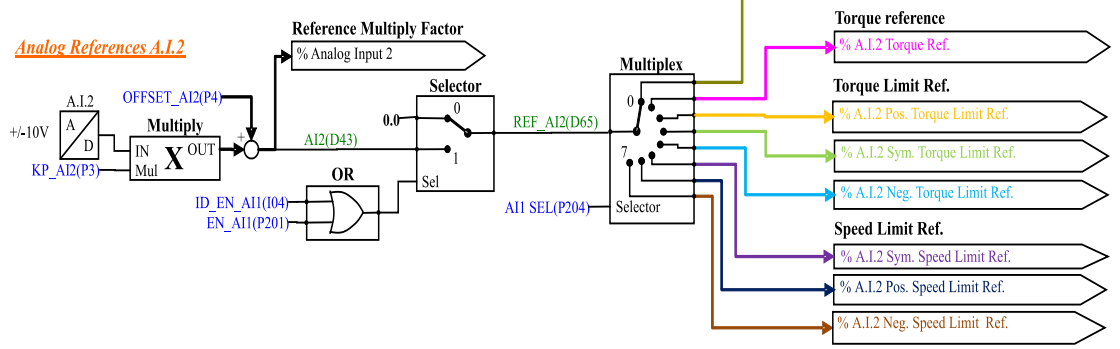 Analog References A.I.2
Reference Multiply Factor
% Analog Input 2
A.I.2
A
D
+/-10V
OFFSET_AI2(P4)
Multiply
IN
X
OUT
Mul
KP_AI2(P3)
+
AI2(D43)
Selector
0.0
0
1
Sel
OR
ID_EN_AI1(I04)
EN_AI1(P201)
REF_AI2(D65)
Multiplex
0
7
Selector
AI1 SEL(P204)
Torque reference
% A.I.2 Torque Ref.
Torque Limit Ref.
% A.I.2 Pos. Torque Limit Ref.
% A.I.2 Sym. Torque Limit Ref.
% A.I.2 Neg. Torque Limit Ref.
Speed Limit Ref.
% A.I.2 Sym. Speed Limit Ref.
% A.I.2 Pos. Speed Limit Ref.
% A.I.2 Neg. Speed Limit Ref.